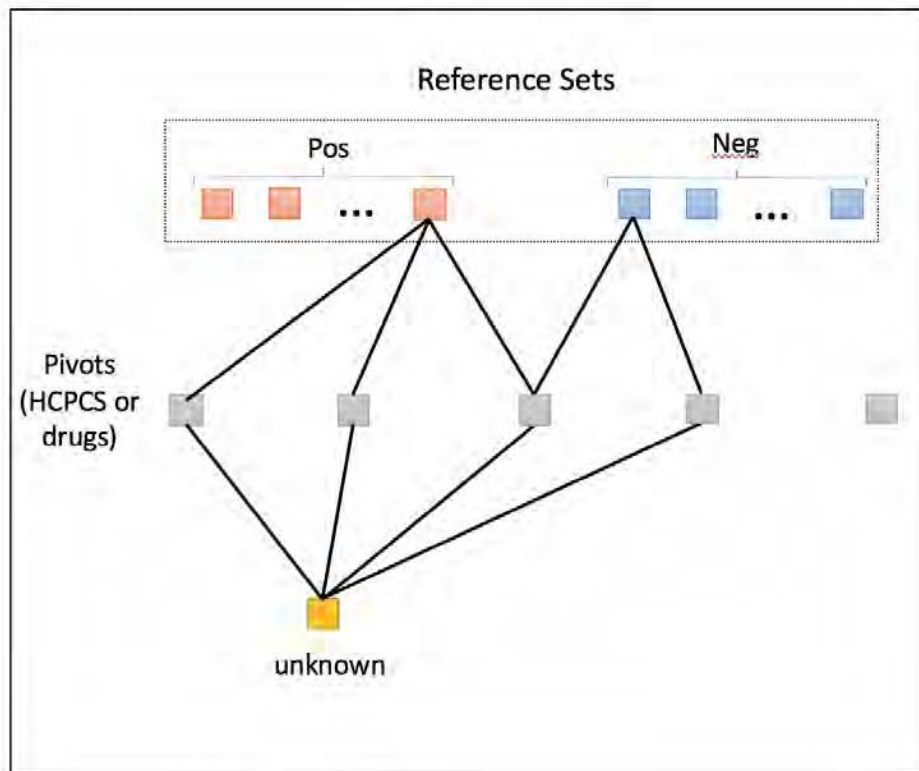 Reference Sets
Pos
Neg
...
...
Pivots
(HCPCS or
drugs)
unknown